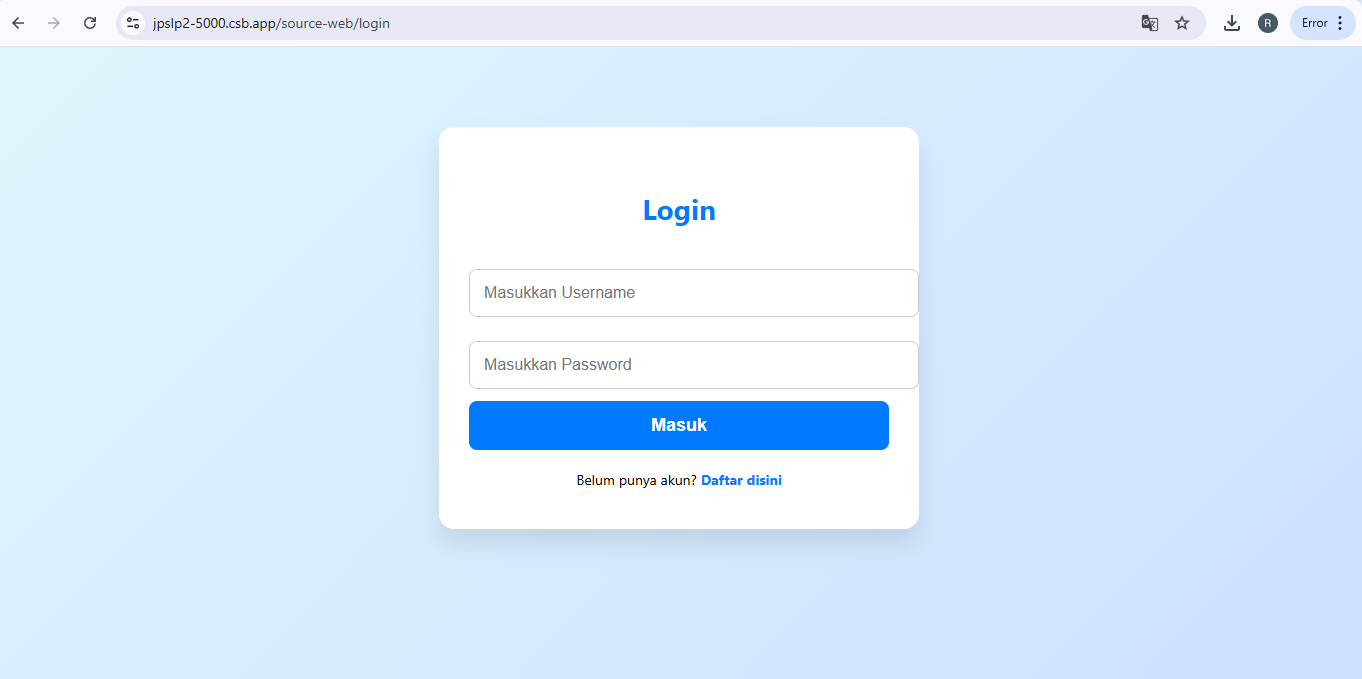 jpslp2-5000.csb.app/source-web/login
R
Error
Login
Masukkan Username
Masukkan Password
Masuk
Belum punya akun? Daftar disini